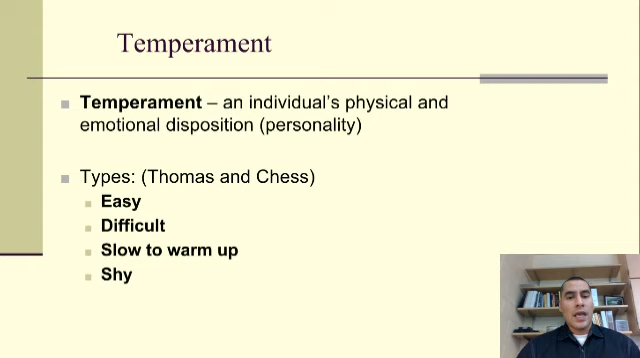 Temperament
Temperament – an individual's physical and
emotional disposition (personality)
Types: (Thomas and Chess)
Easy
Difficult
Slow to warm up
Shy